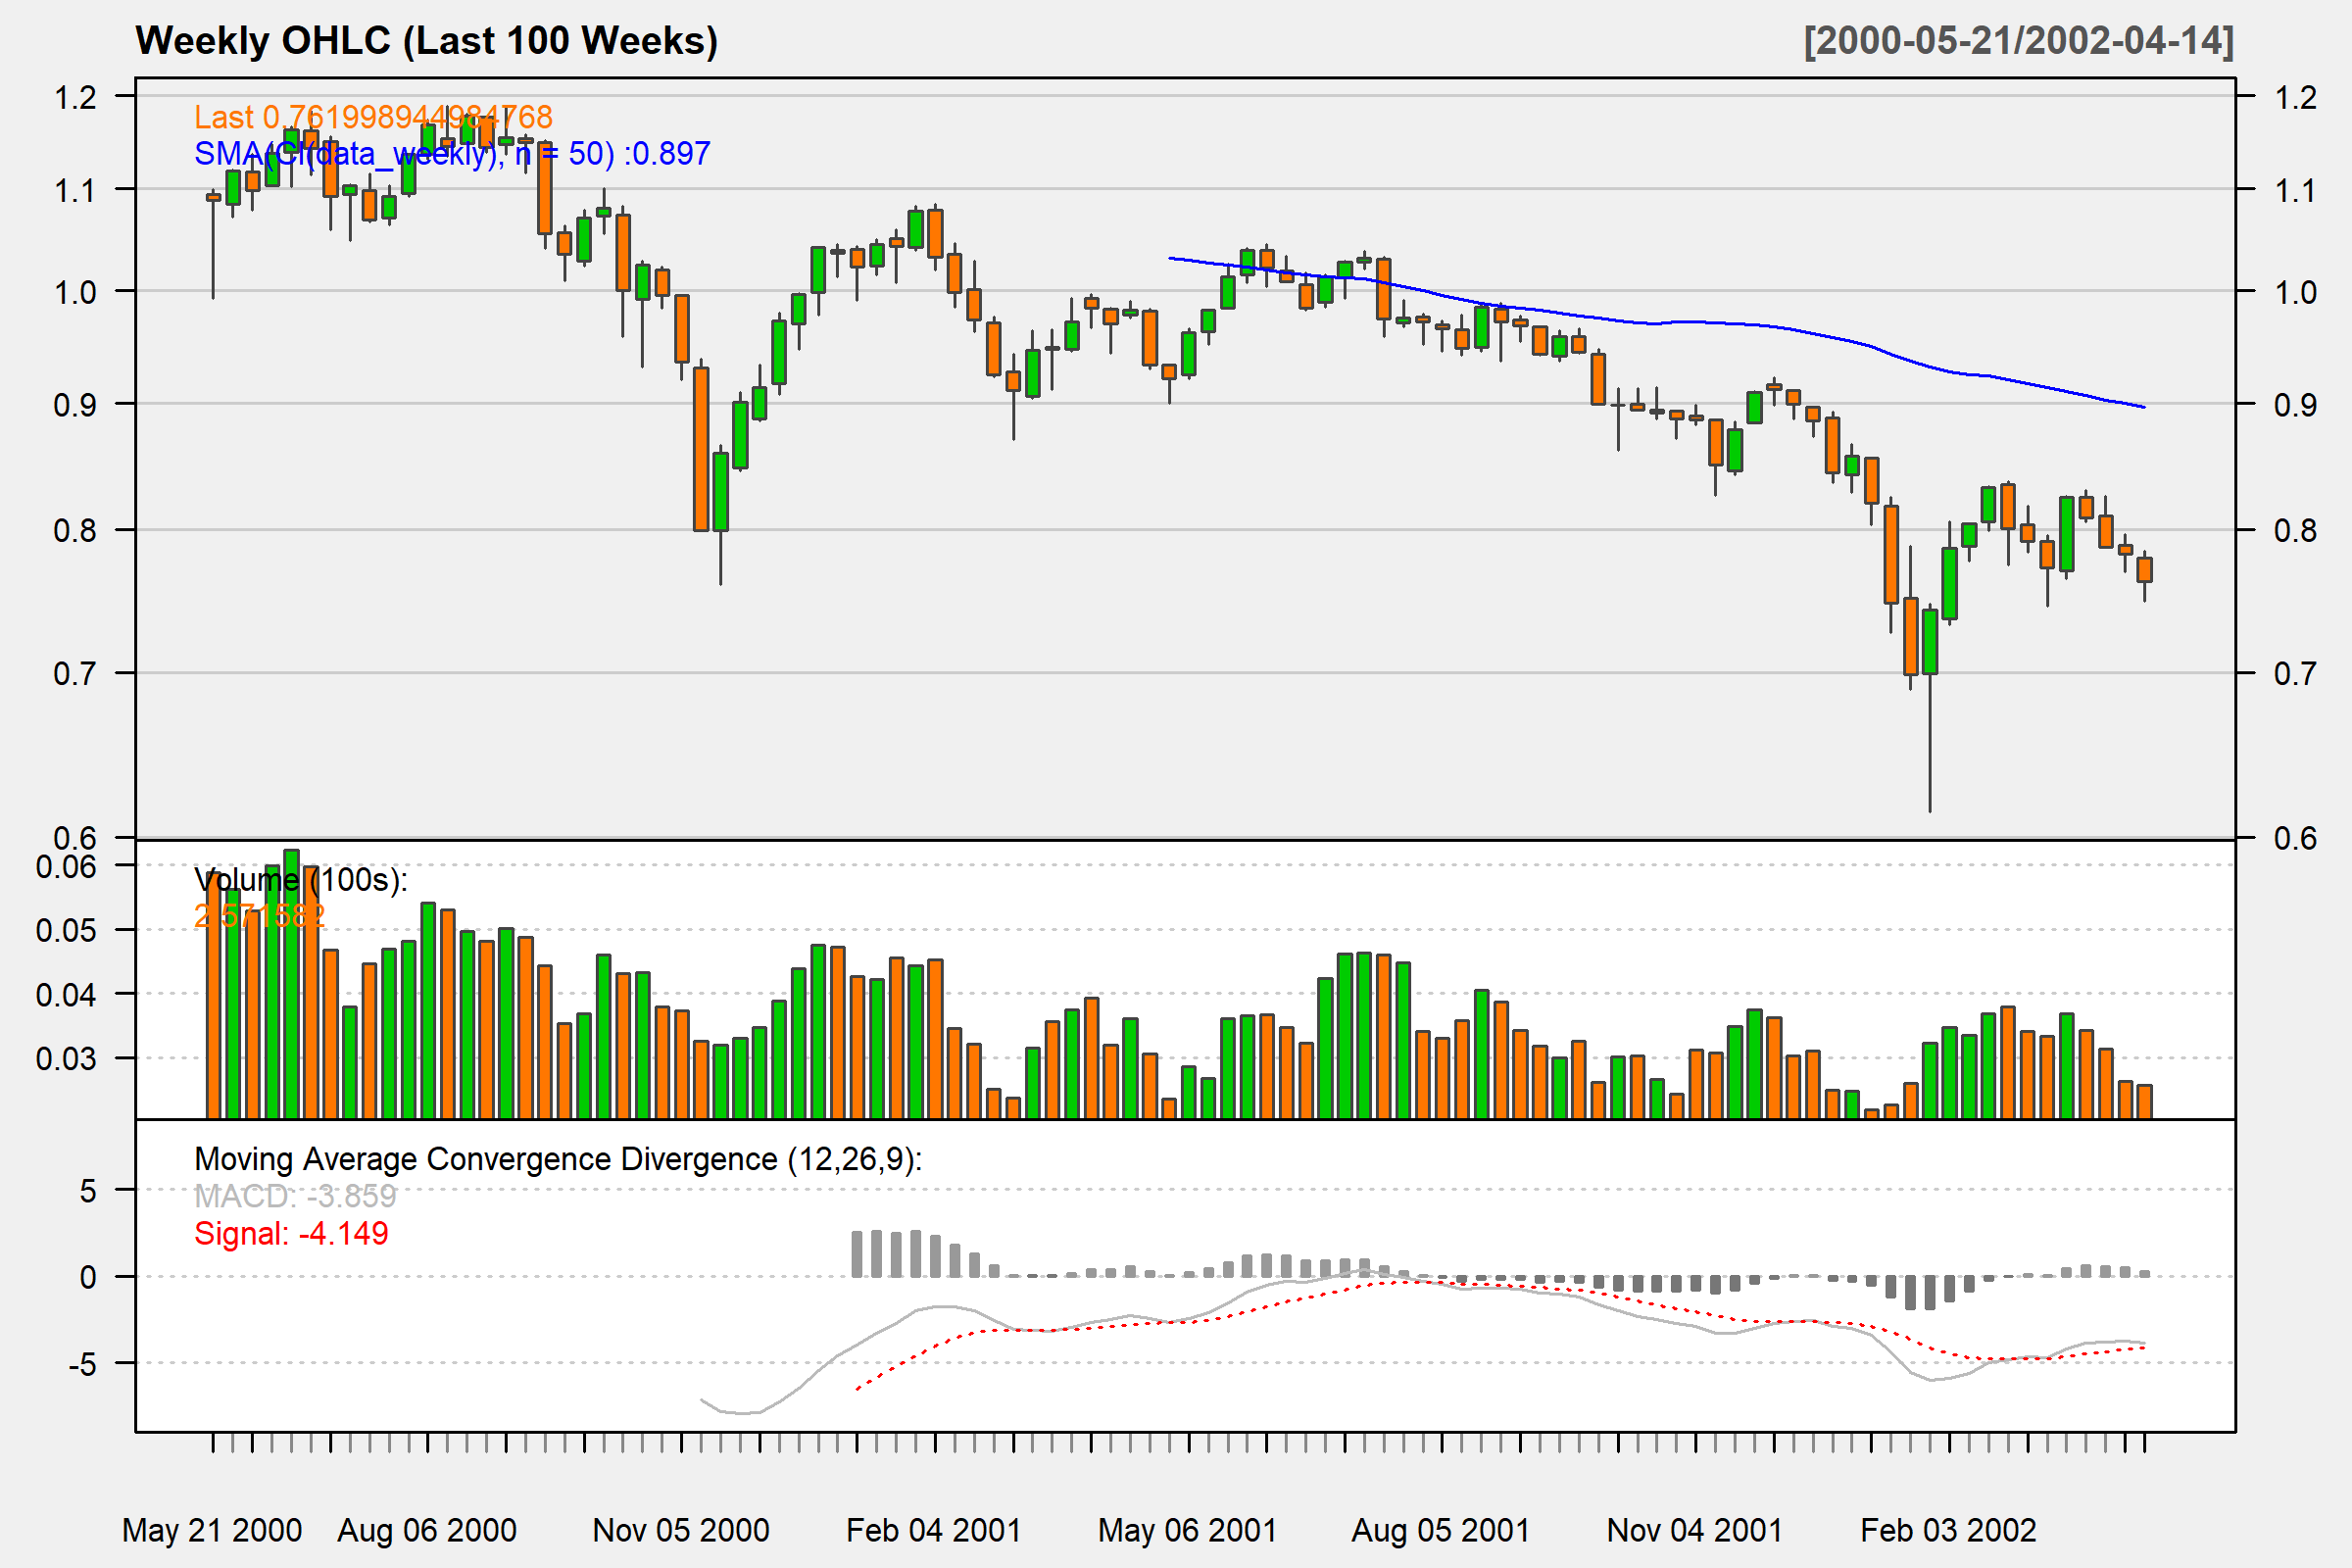 Weekly OHLC (Last 100 Weeks)
[2000-05-21/2002-04-14]
Last 0.761998944984768
SMA(Cl(data_weekly), n = 50) :0.897
1.2
1.1
1.0
0.9
0.8
0.7
0.6
1.2
1.1
1.0
0.9
0.8
0.7
0.6
Volume (100s):
2.571582
0.06
0.05
0.04
0.03
Moving Average Convergence Divergence (12,26,9):
MACD: -3.859
Signal: -4.149
5
0
-5
May 21 2000
Aug 06 2000
Nov 05 2000
Feb 04 2001
May 06 2001
Aug 05 2001
Nov 04 2001
Feb 03 2002